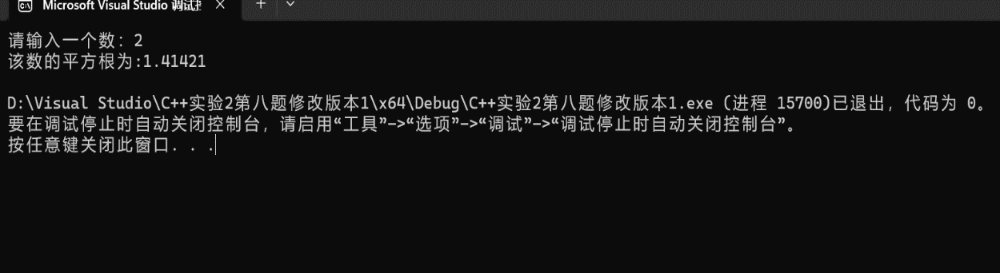 Microsoft Visual Studio 调试
请输入一个数: 2
该数的平方根为:1.41421
D:\Visual Studio\C++实验2第八题修改版本1\x64\Debug\C++实验2第八题修改版本1.exe (进程 15700)已退出，代码为 0。
要在调试停止时自动关闭控制台，请启用“工具”->“选项”->“调试”->“调试停止时自动关闭控制台”。
按任意键关闭此窗口. . .